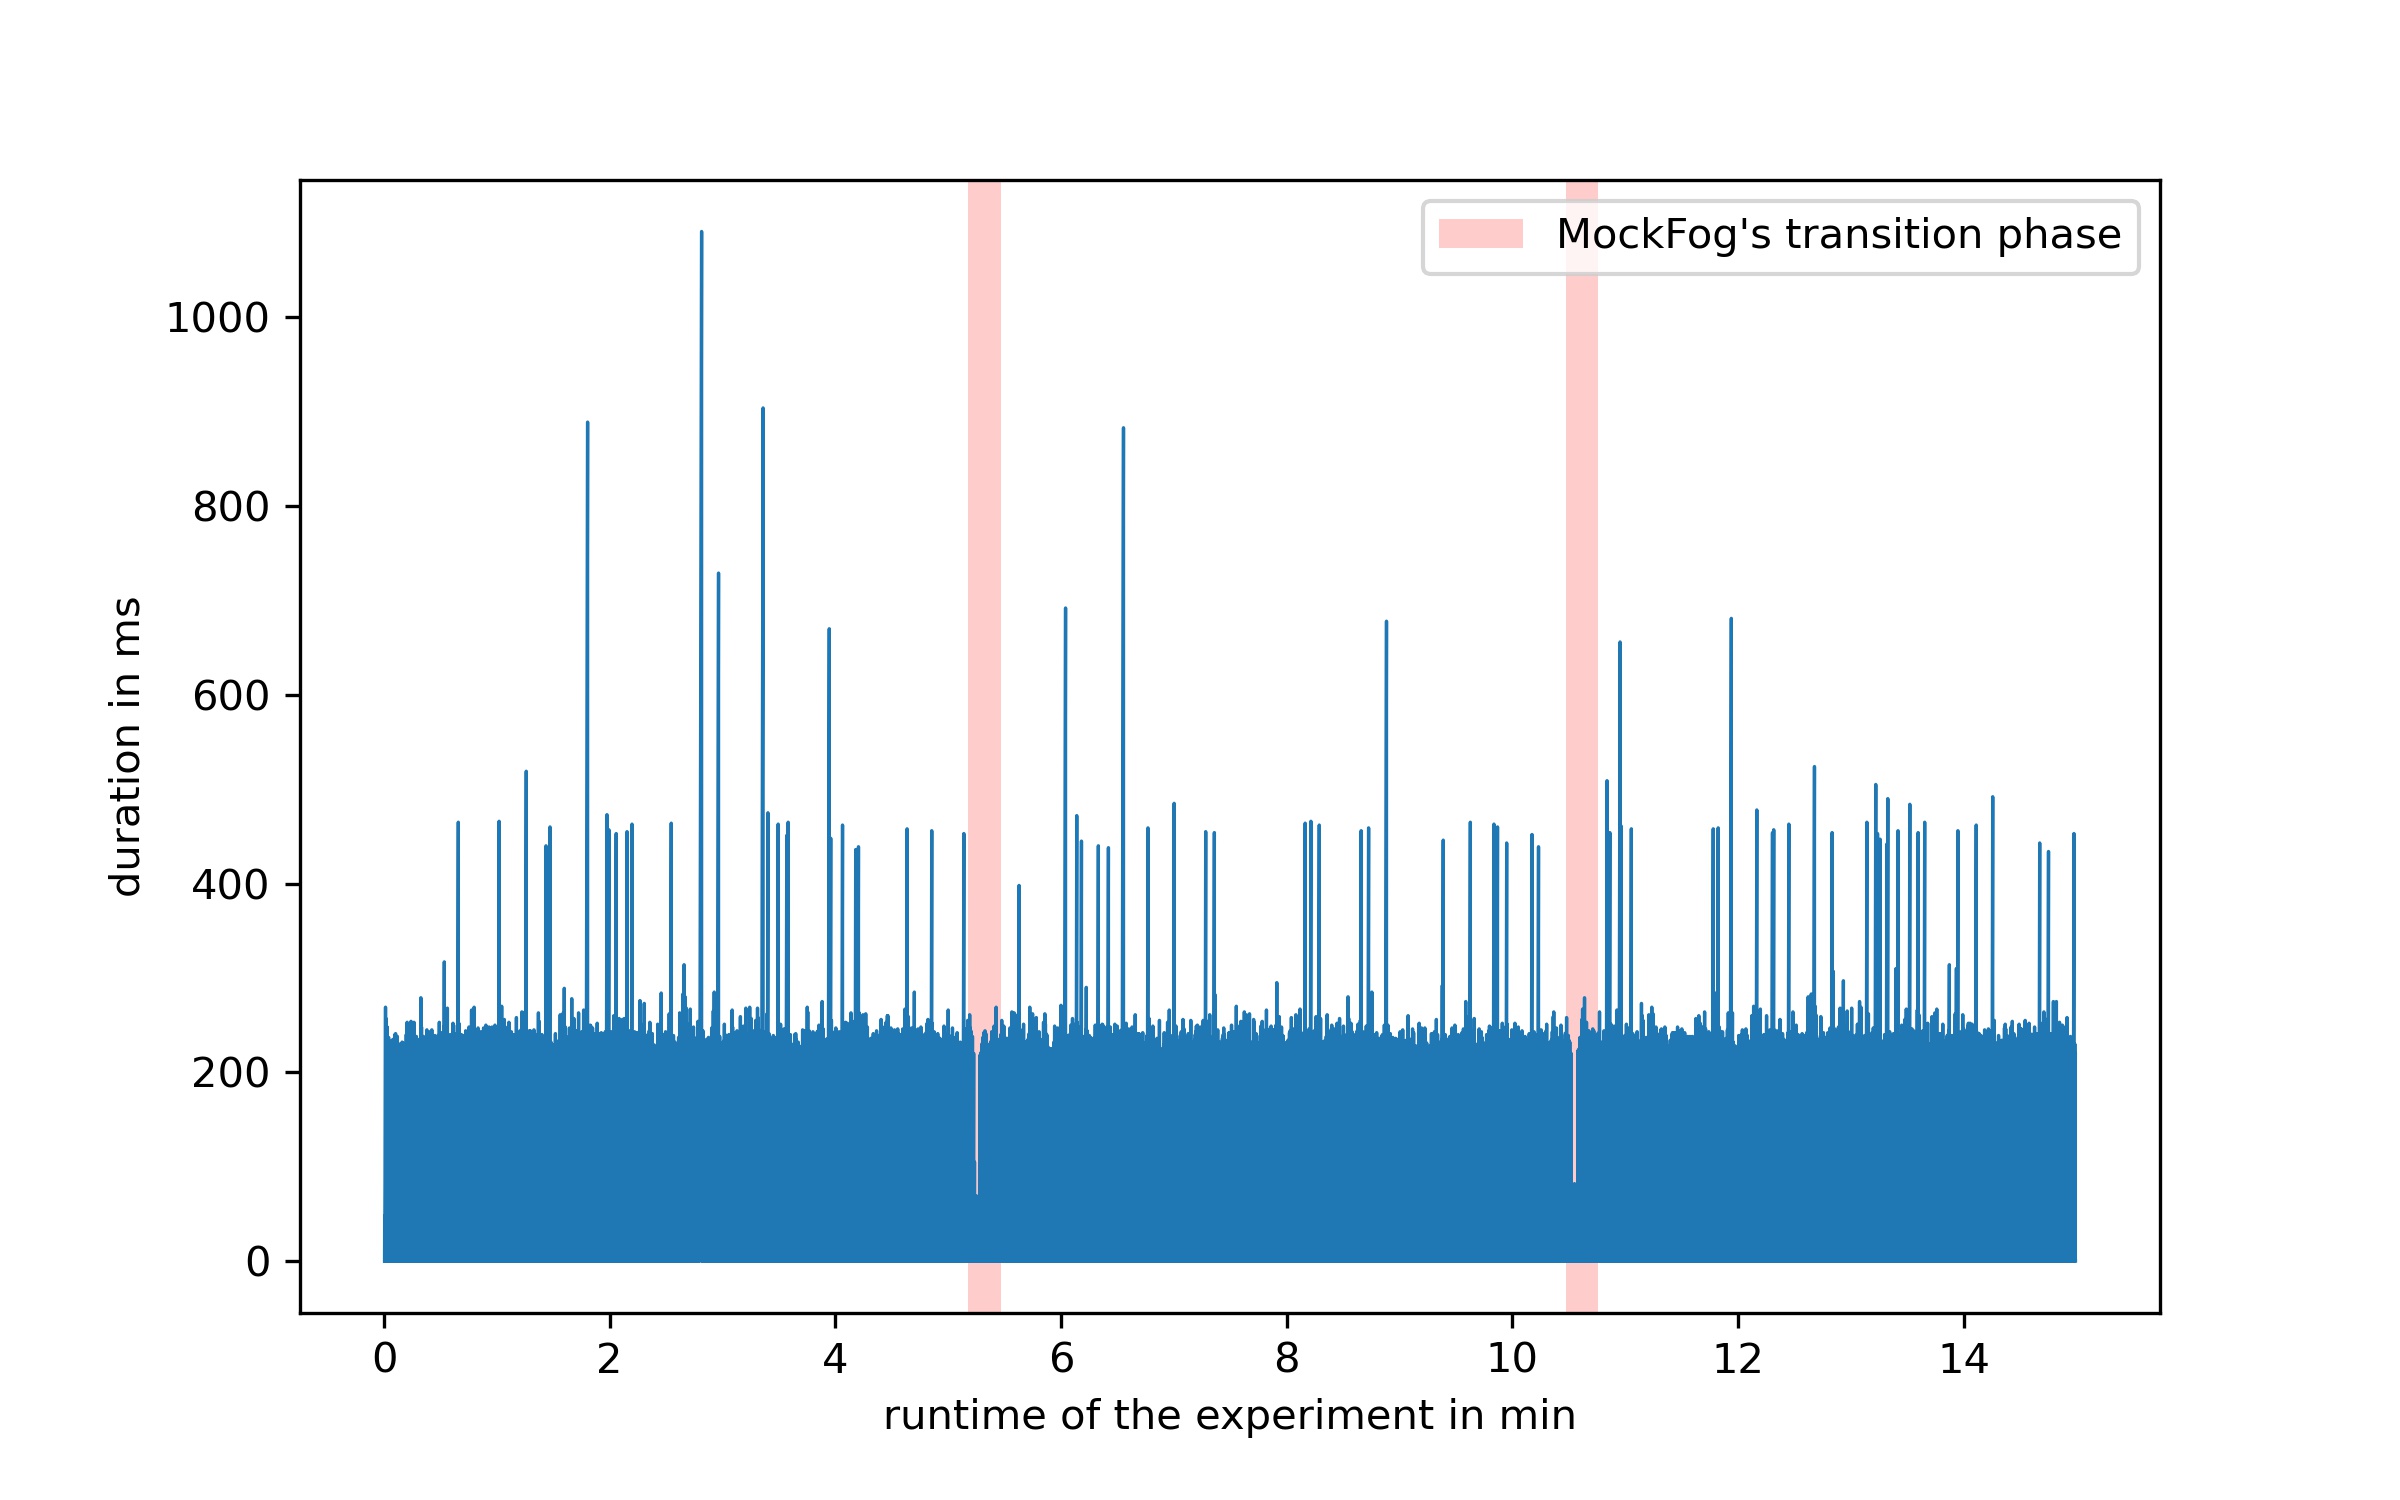 MockFog's transition phase
1000
800
600
400
200
0
duration in ms
0 2 4 6 8 10 12 14
runtime of the experiment in min